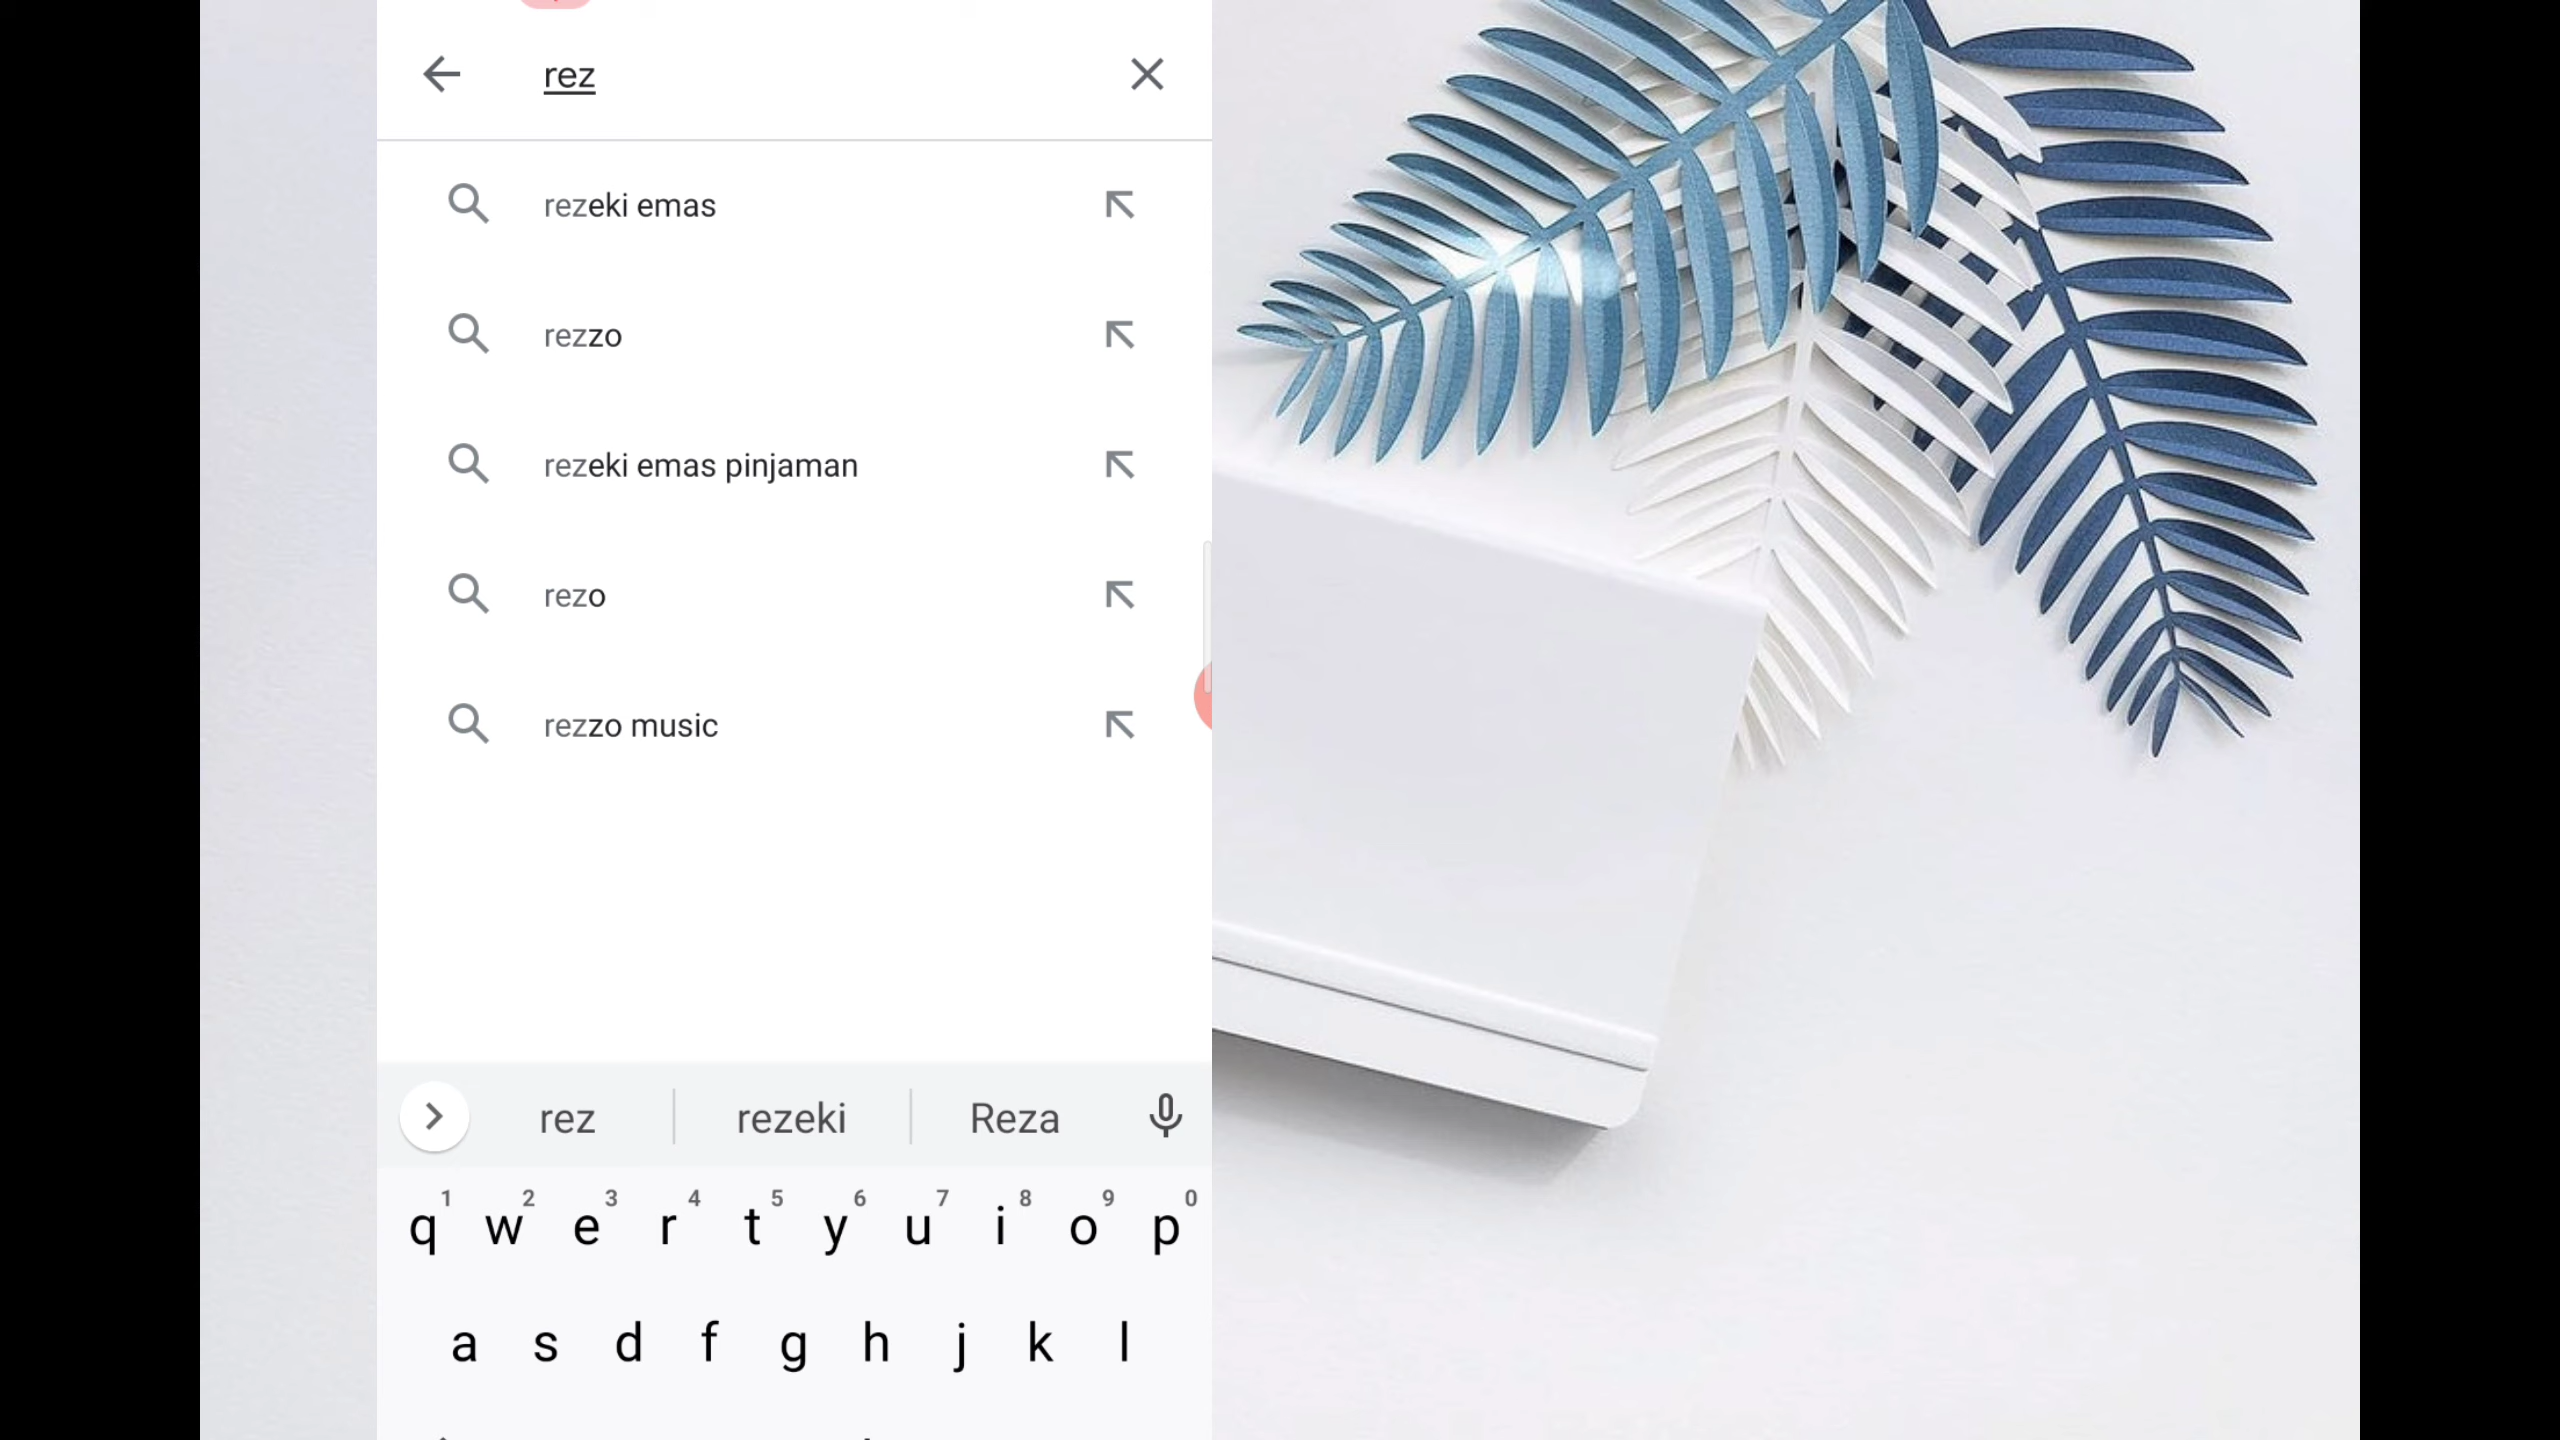 rez
rezeki emas
rezzo
rezeki emas pinjaman
rezo
rezzo music
rez rezeki Reza
1 2 3 4 5 6 7 8 9 0
q w e r t y u i o p
a s d f g h j k l